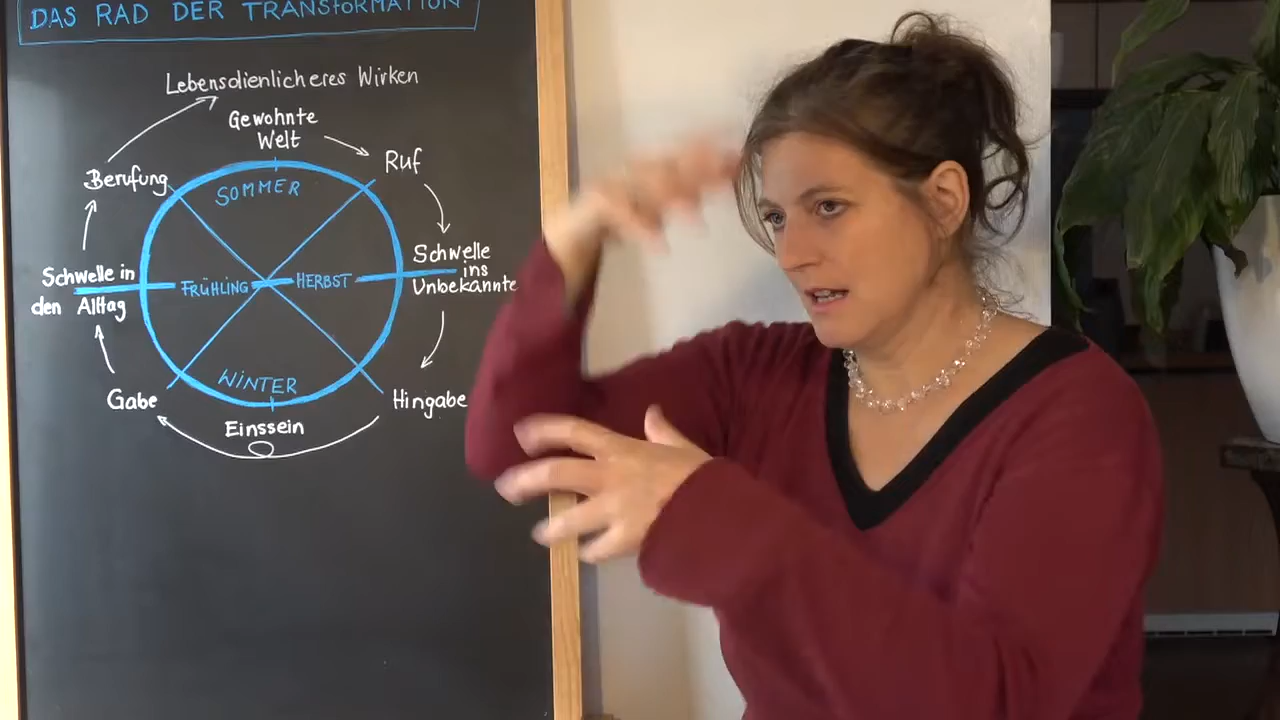 DAS RAD DER TRANSFORMATION
Lebensdienlicheres Wirken
Gewohnte
Welt
Ruf
Berufung
SOMMER
Schwelle
ins
Unbekannte
Schwelle in
den Alltag
FRÜHLING
HERBST
WINTER
Gabe
Hingabe
Einssein